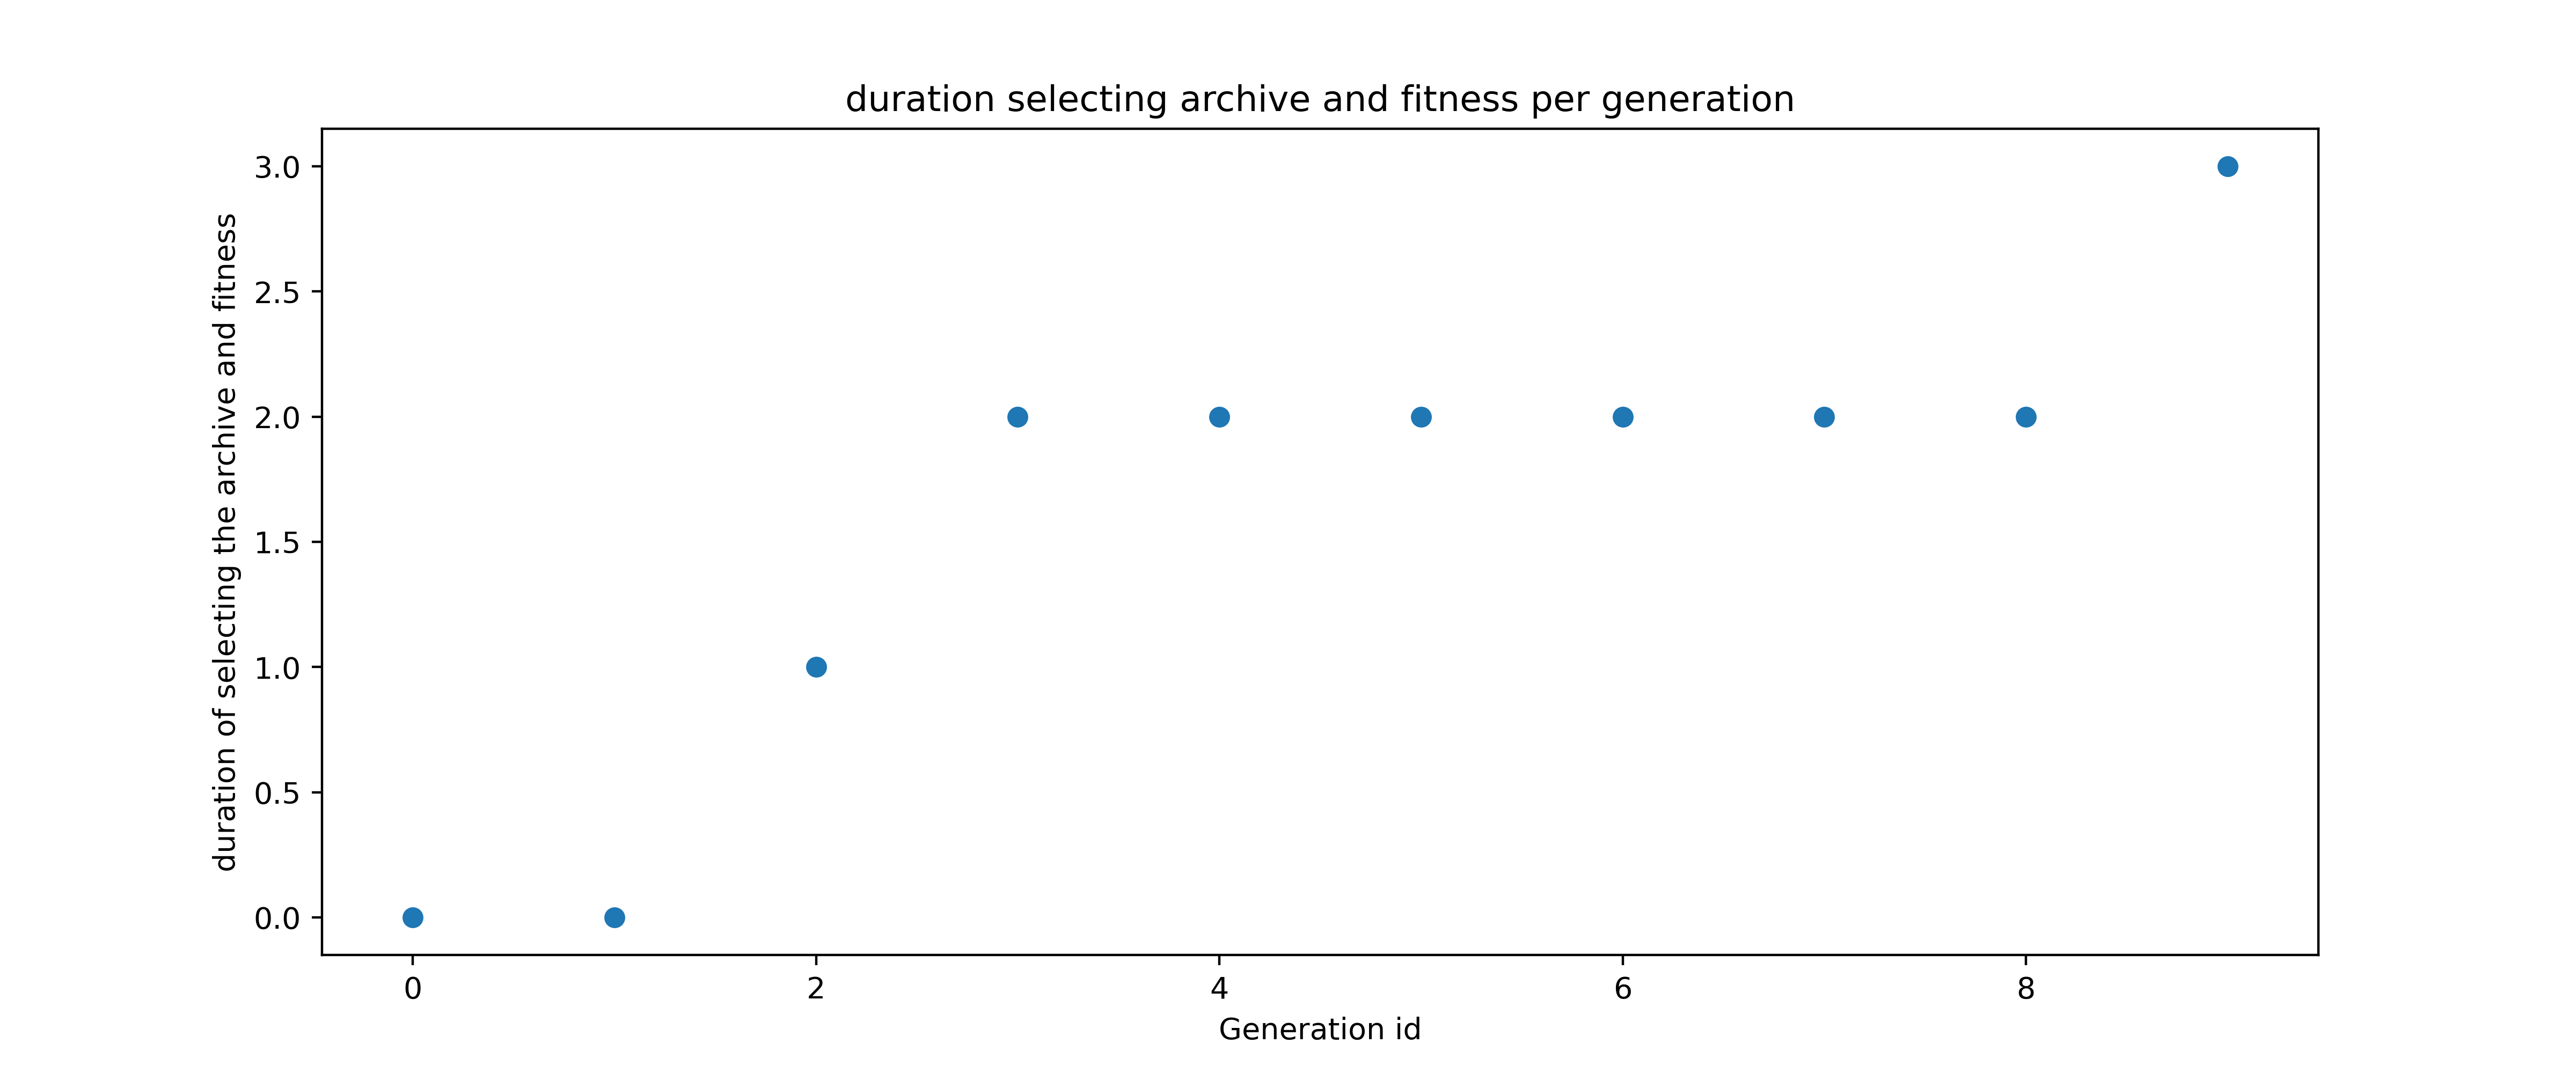 duration selecting archive and fitness per generation
duration of selecting the archive and fitness
3.0
2.5
2.0
1.5
1.0
0.5
0.0
0 2 4 6 8
Generation id